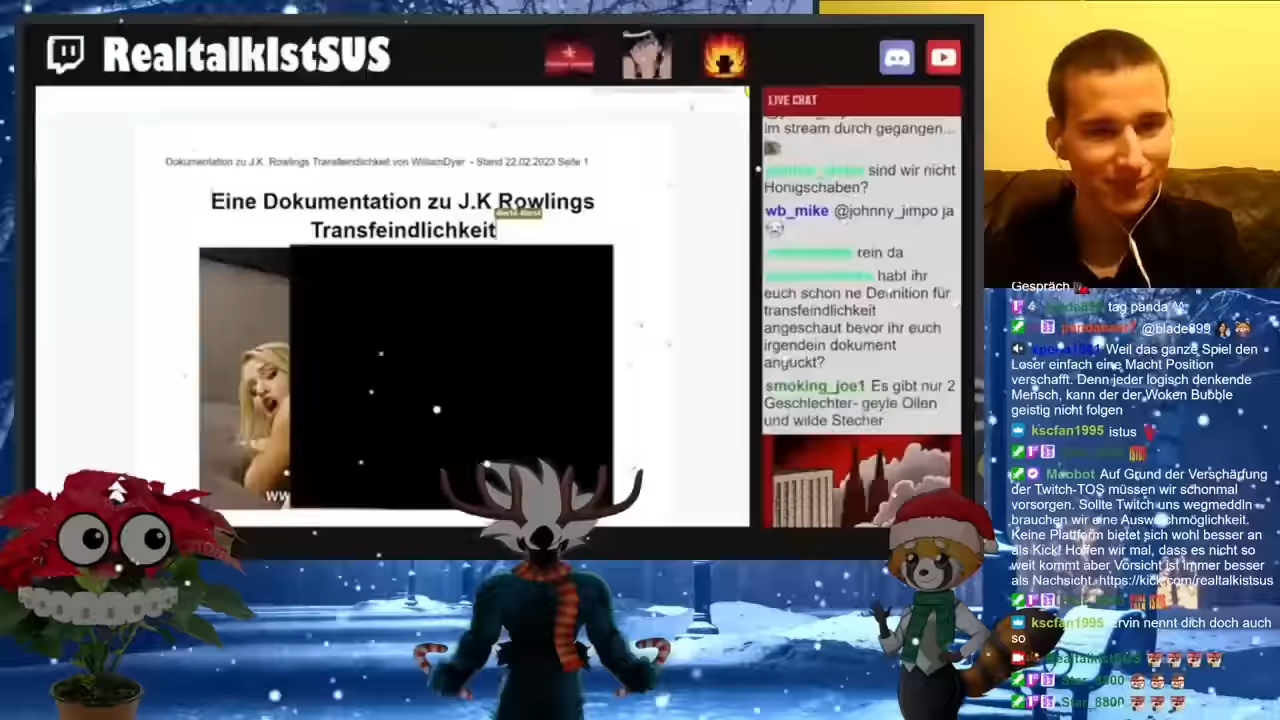 RealtalkIstSUS
Dokumentation zu J.K. Rowlings Transfeindlichkeit von WilliamDyer - Stand 22.02.2023 Seite 1
Eine Dokumentation zu J.K Rowlings
Transfeindlichkeit
ww
LIVE CHAT
im stream durch gegangen...
sind wir nicht
Honigschaben?
wb_mike @johnny_jimpo ja
rein da
habt ihr
euch schon ne Definition für
transfeindlichkeit
angeschaut bevor ihr euch
irgendein dokument
anguckt?
smoking_joe1 Es gibt nur 2
Geschlechter- geyle Ollen
und wilde Stecher
Gespräch
tag panda ^^
@blade899
Weil das ganze Spiel den
Loser einfach eine Macht Position
verschafft. Denn jeder logisch denkende
Mensch, kann der der Woken Bubble
geistig nicht folgen
kscfan1995 istus
Moobot Auf Grund der Verschärfung
der Twitch-TOS müssen wir schonmal
vorsorgen. Sollte Twitch uns wegmeddln
brauchen wir eine Ausweichmöglichkeit.
Keine Plattform bietet sich wohl besser an
als Kick! Hoffen wir mal, dass es nicht so
weit kommt aber Vorsicht ist immer besser
als Nachsicht. https://kick.com/realtalkistsus
kscfan1995 Ervin nennt dich doch auch
so
RealtalkIstSUS
Star_8800
Star_8800